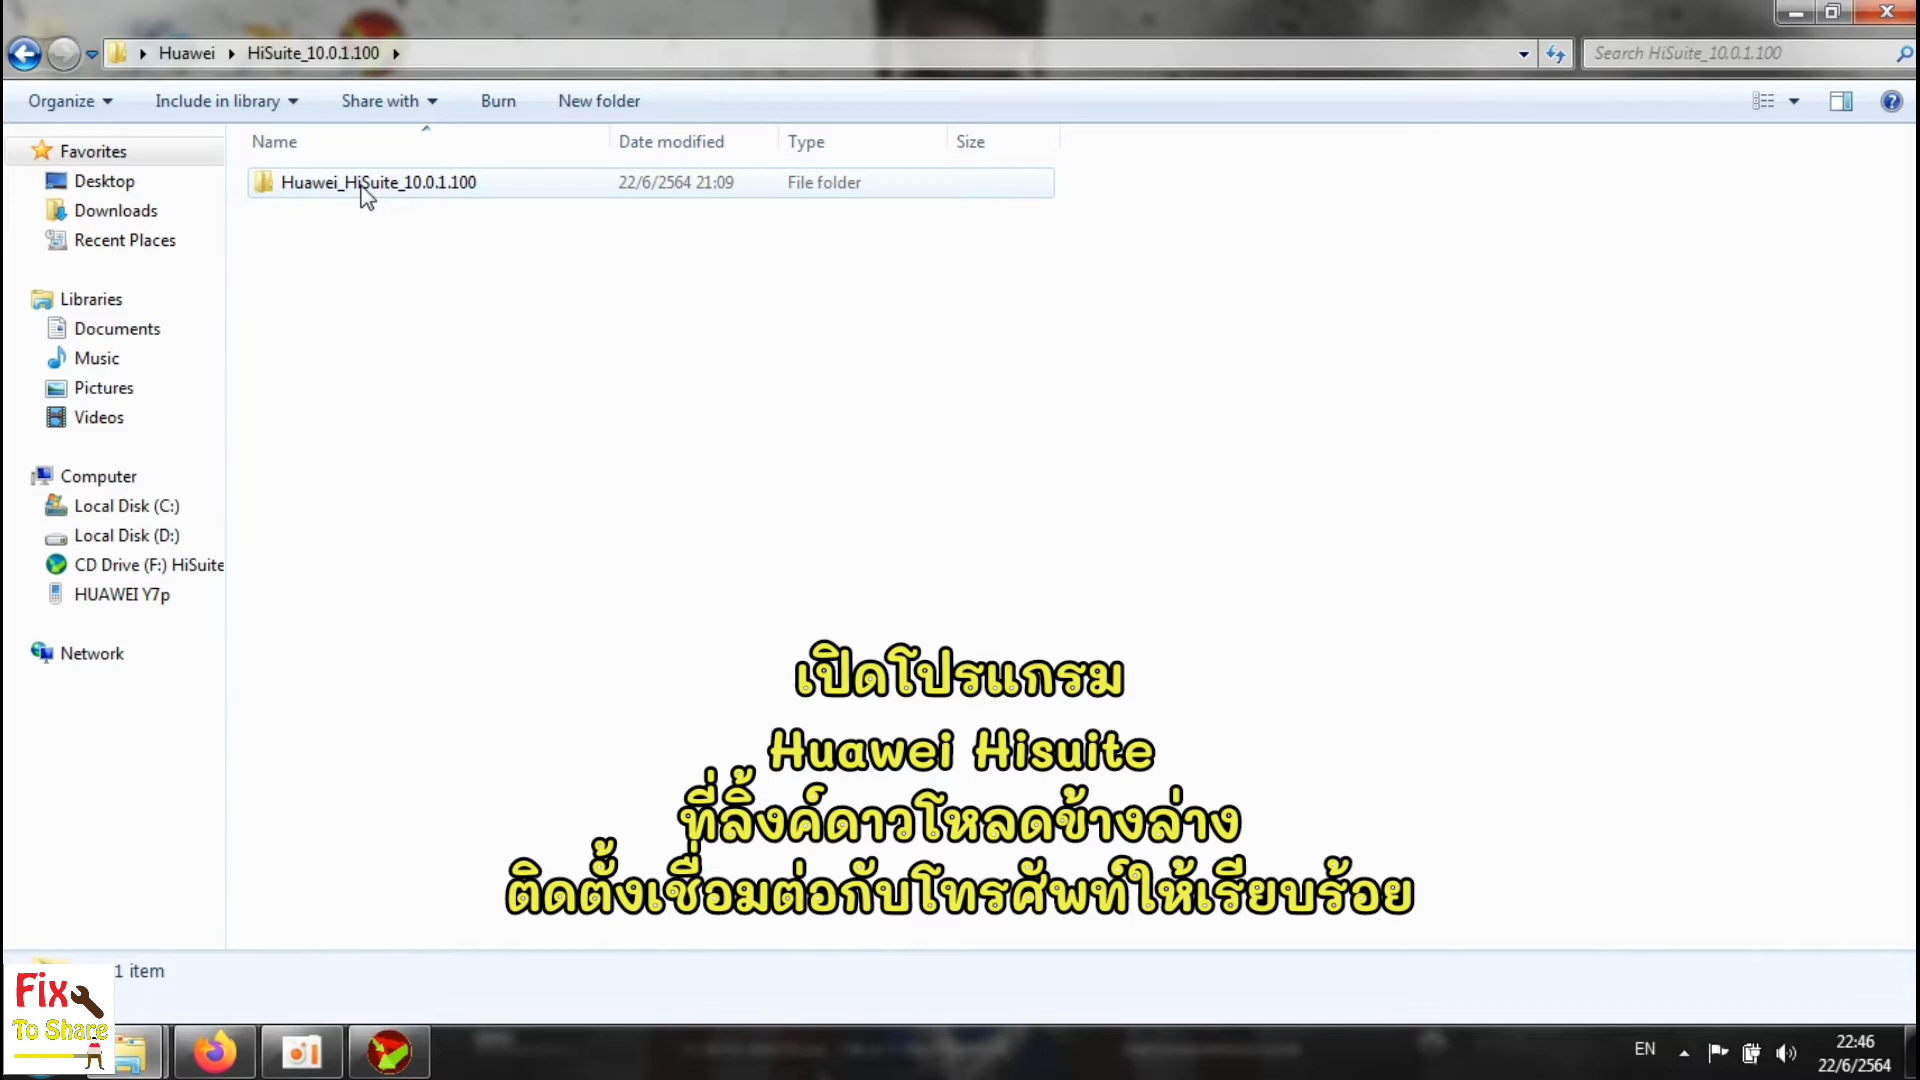 Huawei HiSuite_10.0.1.100
Search HiSuite_10.0.1.100
Organize Include in library Share with Burn New folder
Name Date modified Type Size
Huawei_HiSuite_10.0.1.100 22/6/2564 21:09 File folder
Favorites
Desktop
Downloads
Recent Places
Libraries
Documents
Music
Pictures
Videos
Computer
Local Disk (C:)
Local Disk (D:)
CD Drive (F:) HiSuite
HUAWEI Y7p
Network
เปิดโปรแกรม
Huawei Hisuite
ที่ลิ้งค์ดาวโหลดข้างล่าง
ติดตั้งเชื่อมต่อกับโทรศัพท์ให้เรียบร้อย
1 item
Fix
To Share
EN
22:46
22/6/2564